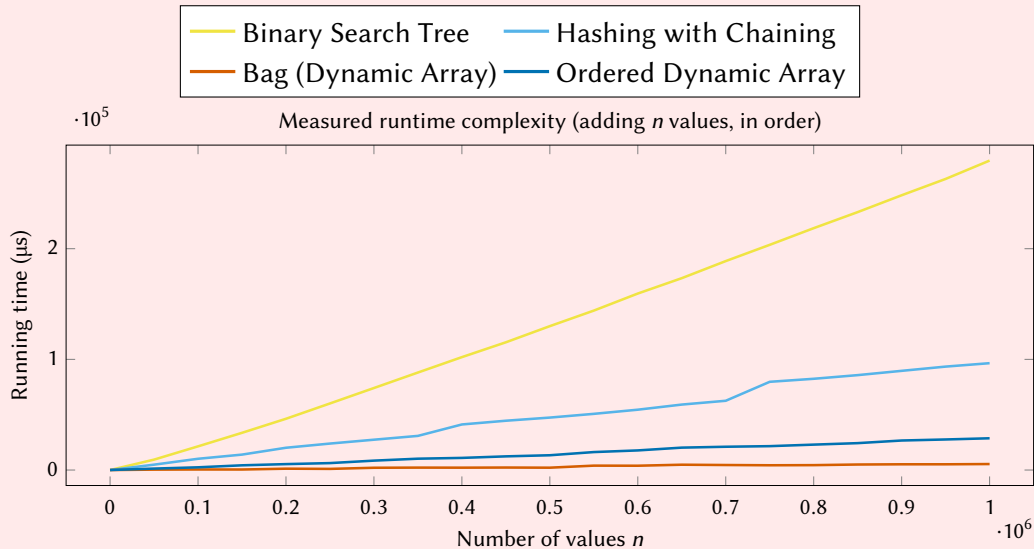 Binary Search Tree Hashing with Chaining
Bag (Dynamic Array) Ordered Dynamic Array
·10⁵
Measured runtime complexity (adding n values, in order)
2
1
0
Running time (µs)
0 0.1 0.2 0.3 0.4 0.5 0.6 0.7 0.8 0.9 1
·10⁶
Number of values n